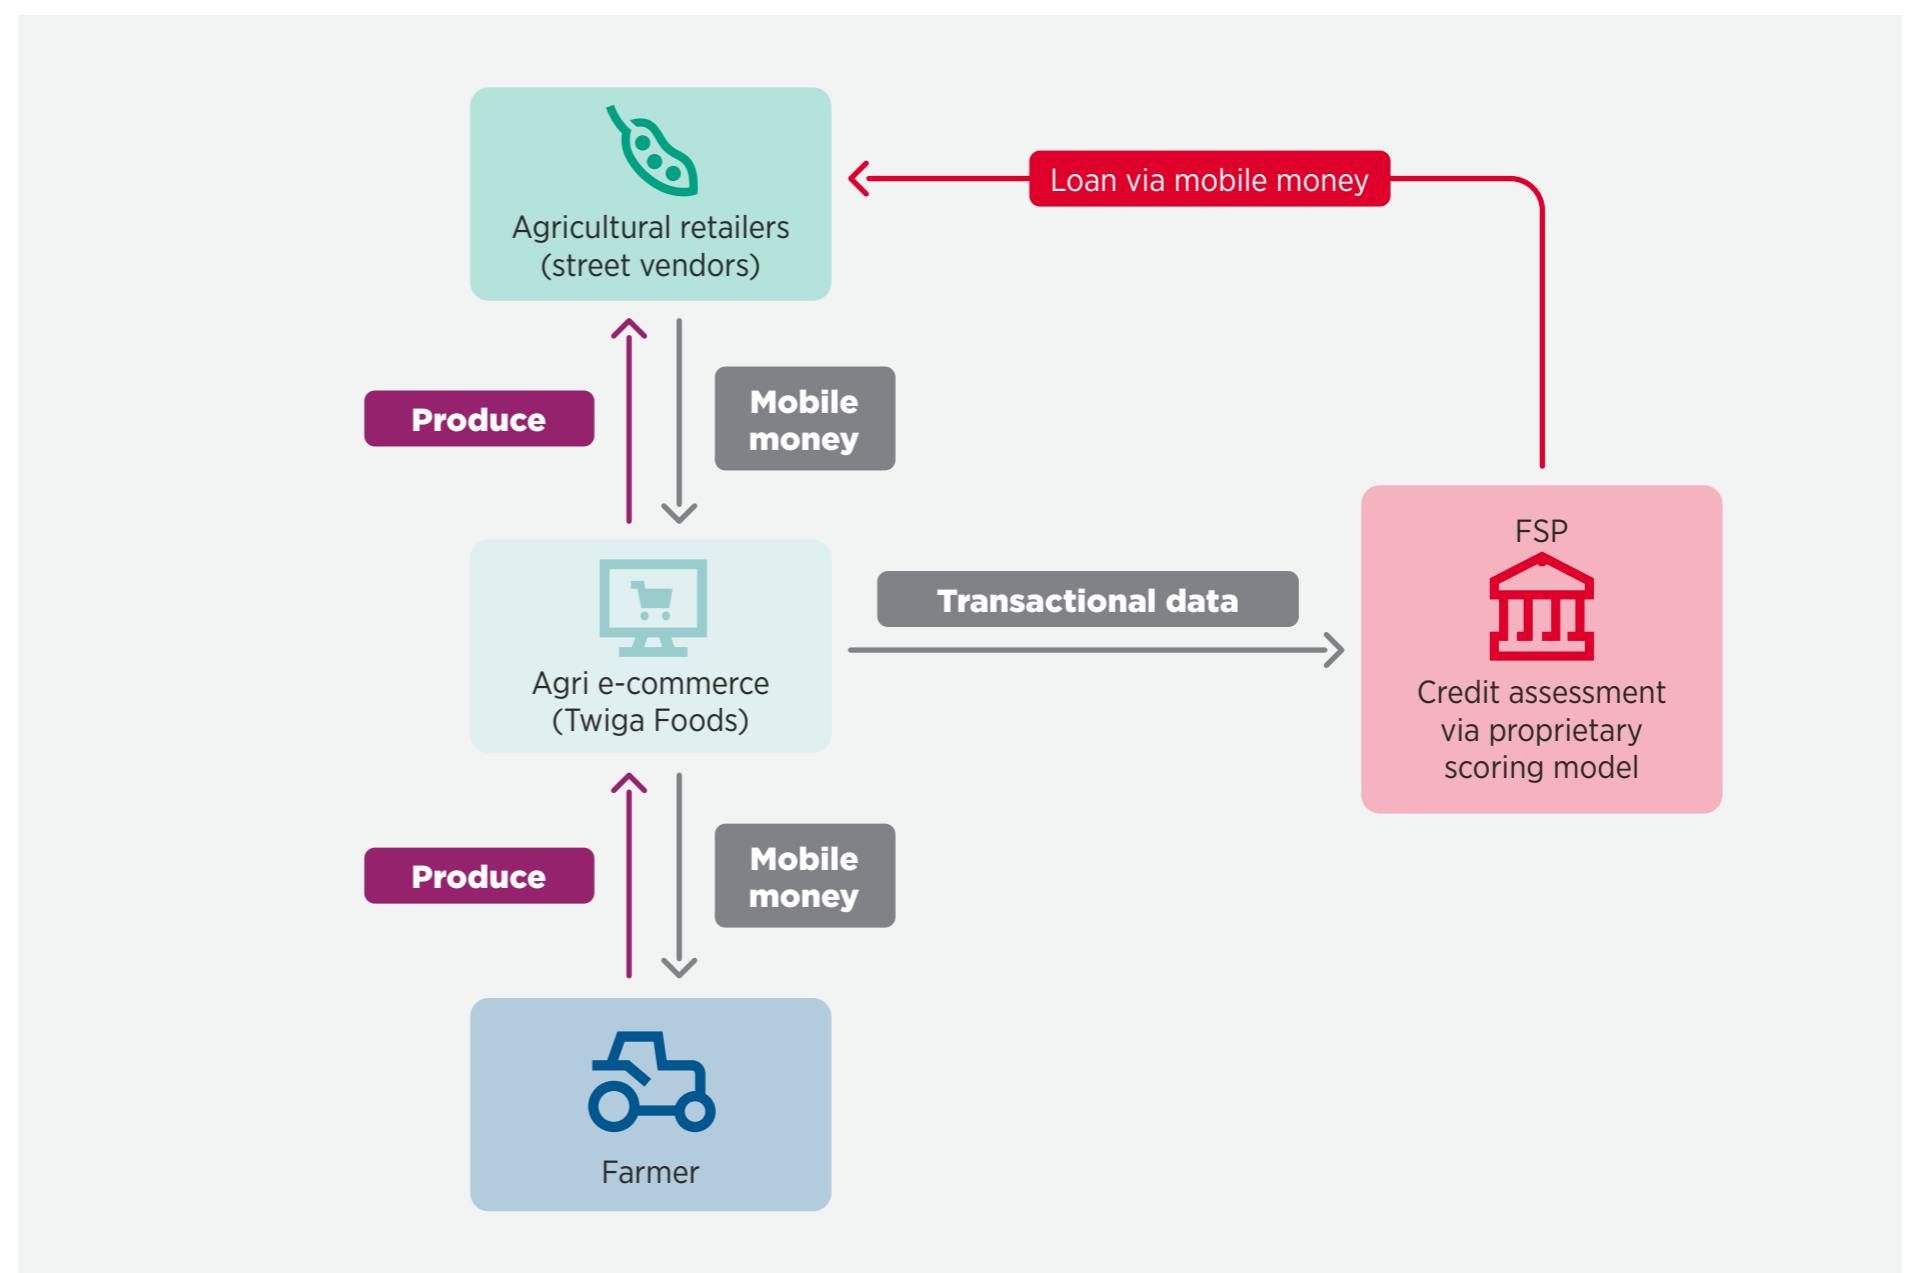 Agricultural retailers
(street vendors)
Loan via mobile money
Produce
Mobile
money
Agri e-commerce
(Twiga Foods)
Transactional data
FSP
Credit assessment
via proprietary
scoring model
Produce
Mobile
money
Farmer